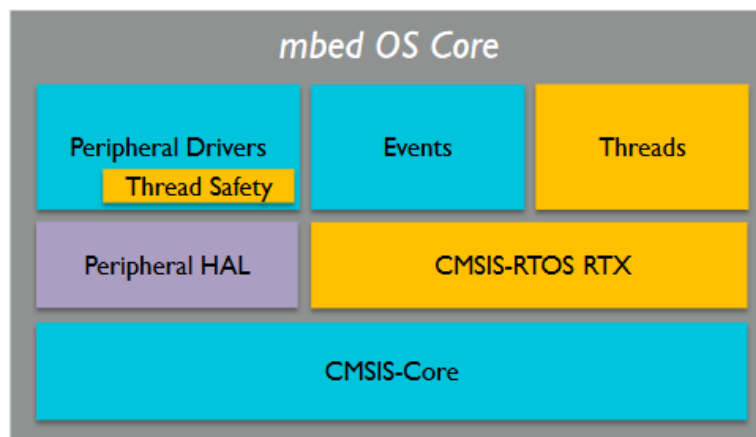 mbed OS Core
Peripheral Drivers
Thread Safety
Events
Threads
Peripheral HAL
CMSIS-RTOS RTX
CMSIS-Core